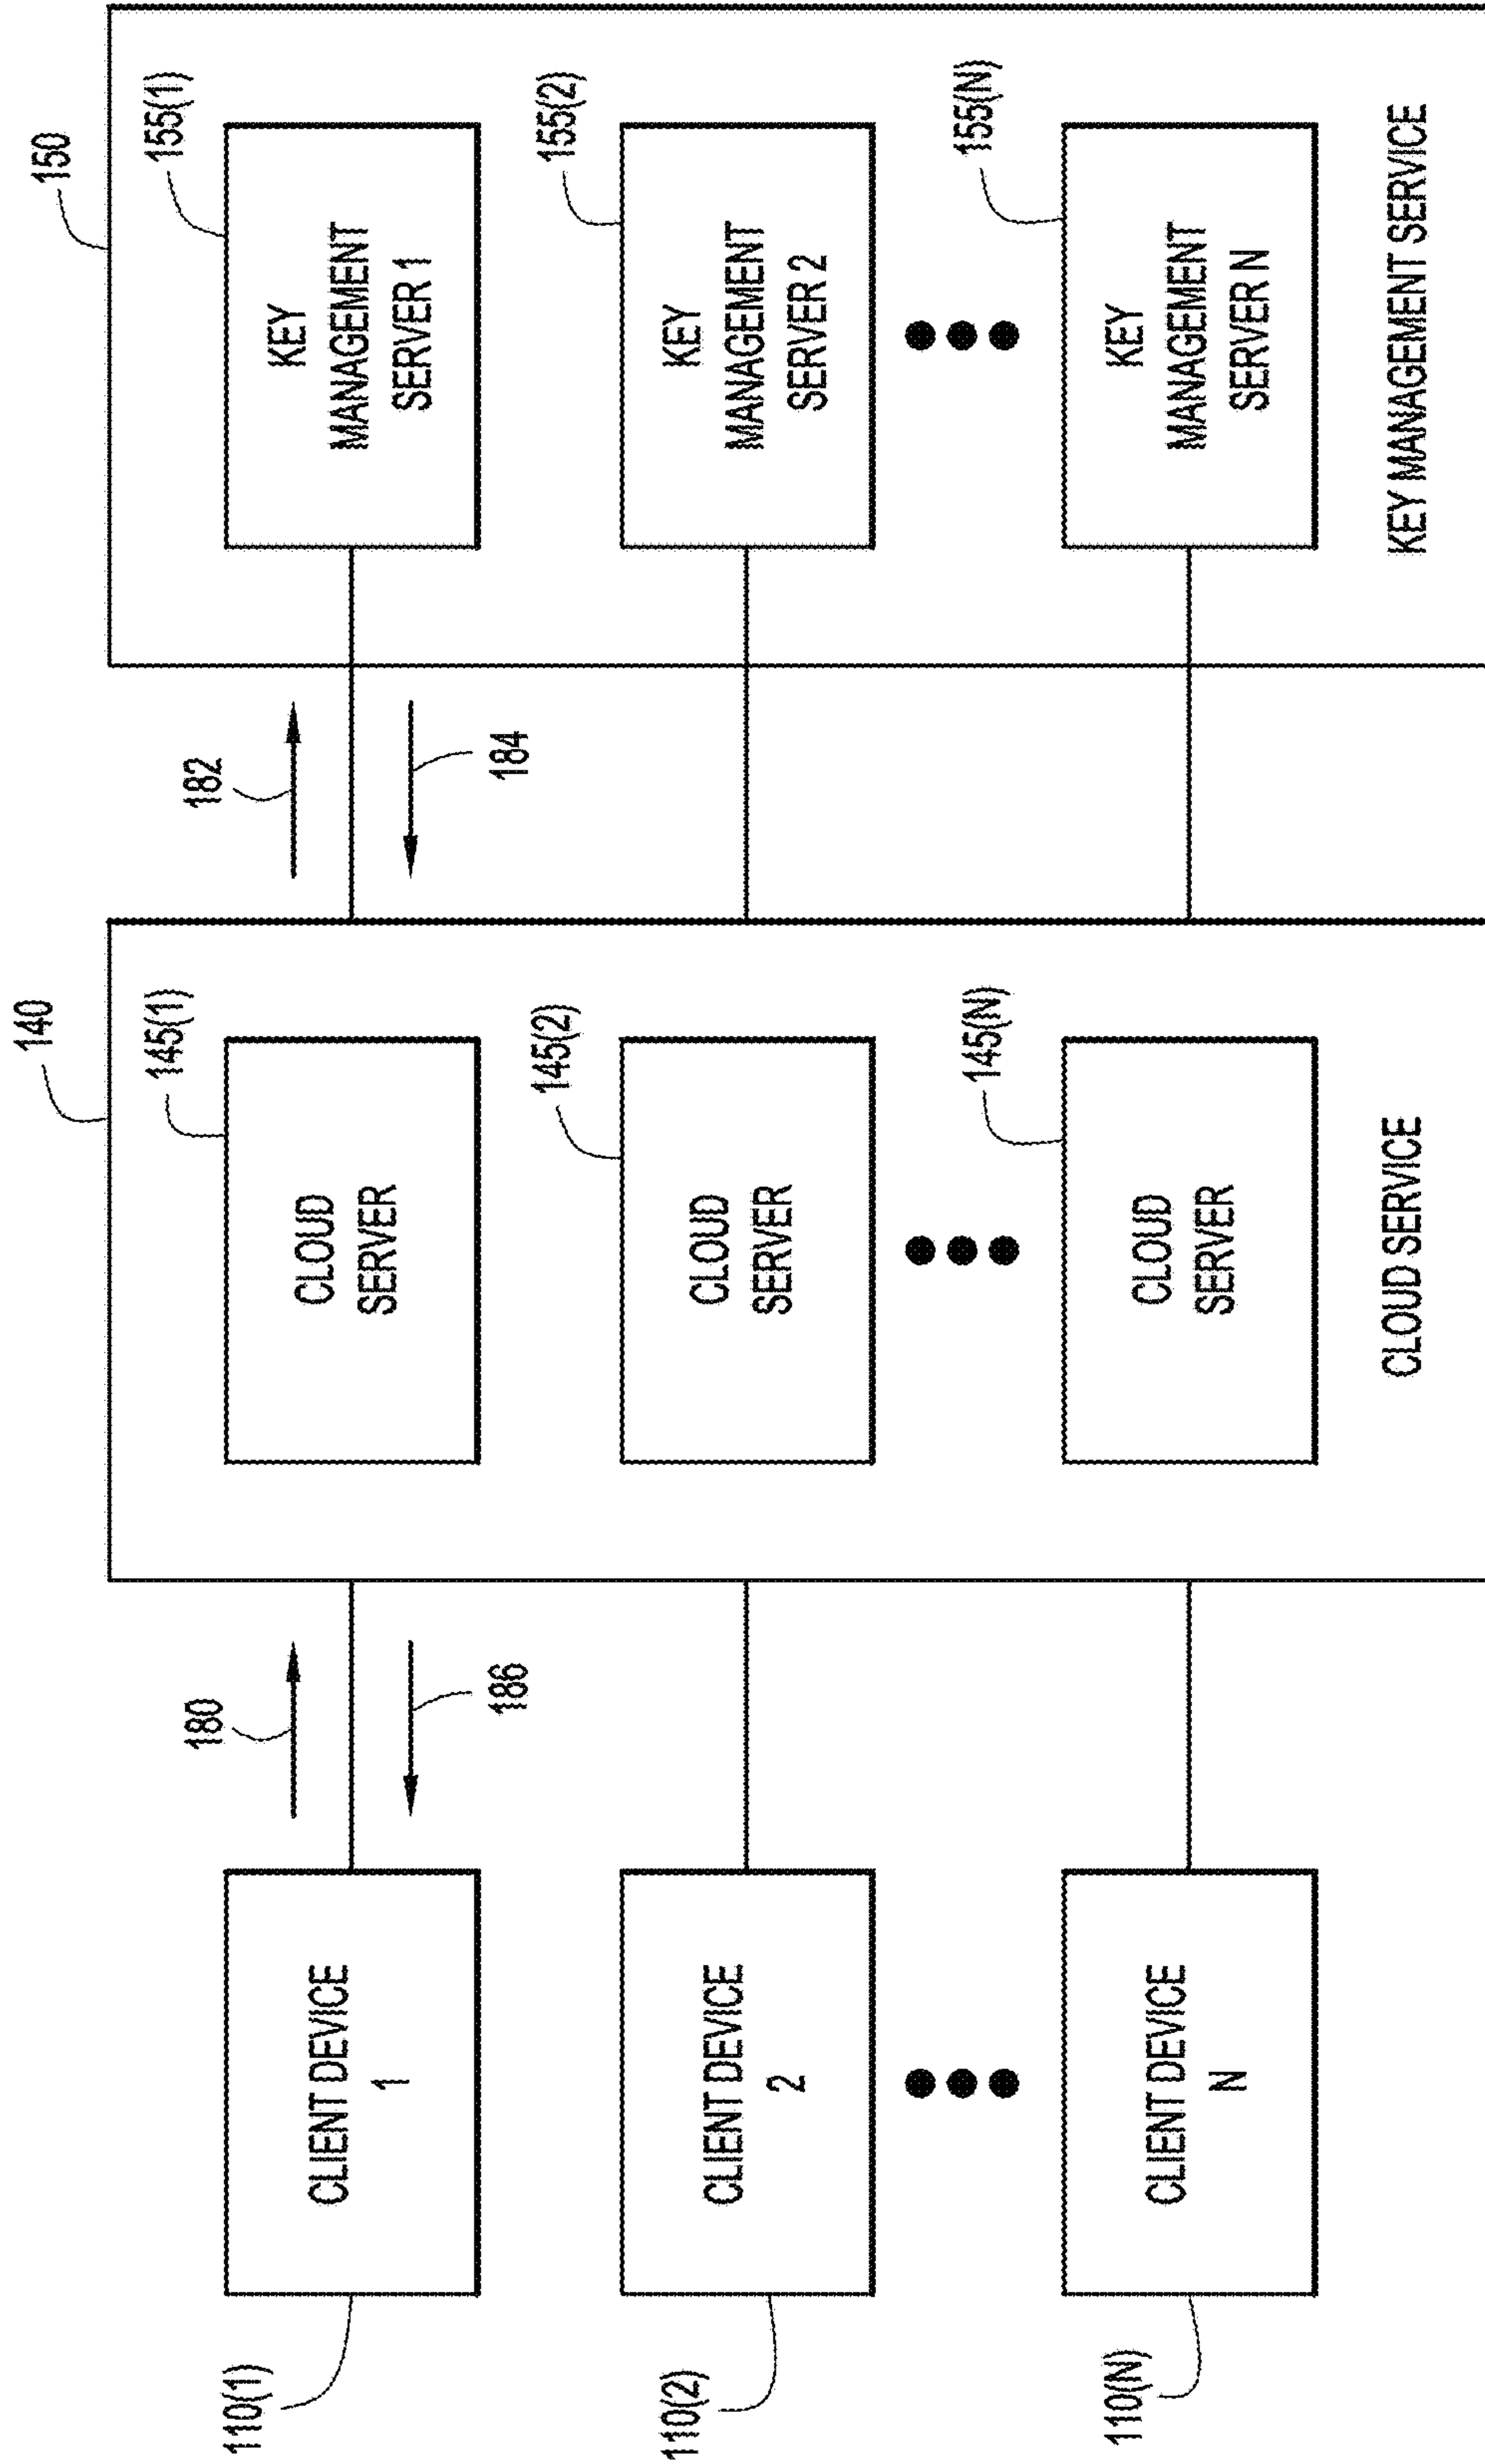 110(1)
CLIENT DEVICE
1
110(2)
CLIENT DEVICE
2
110(N)
CLIENT DEVICE
N
180
186
140
145(1)
CLOUD
SERVER
145(2)
CLOUD
SERVER
145(N)
CLOUD
SERVER
CLOUD SERVICE
182
184
150
155(1)
KEY
MANAGEMENT
SERVER 1
155(2)
KEY
MANAGEMENT
SERVER 2
155(N)
KEY
MANAGEMENT
SERVER N
KEY MANAGEMENT SERVICE